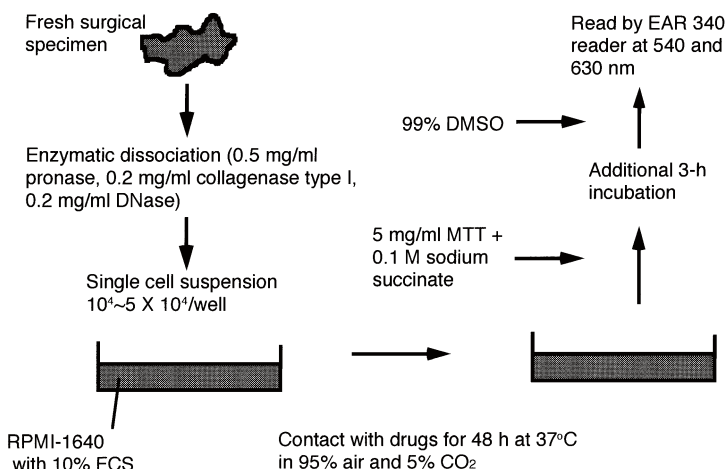 Fresh surgical
specimen
Enzymatic dissociation (0.5 mg/ml
pronase, 0.2 mg/ml collagenase type I,
0.2 mg/ml DNase)
Single cell suspension
10⁴~5 X 10⁴/well
RPMI-1640
with 10% FCS
Contact with drugs for 48 h at 37°C
in 95% air and 5% CO₂
5 mg/ml MTT +
0.1 M sodium
succinate
Additional 3-h
incubation
99% DMSO
Read by EAR 340
reader at 540 and
630 nm